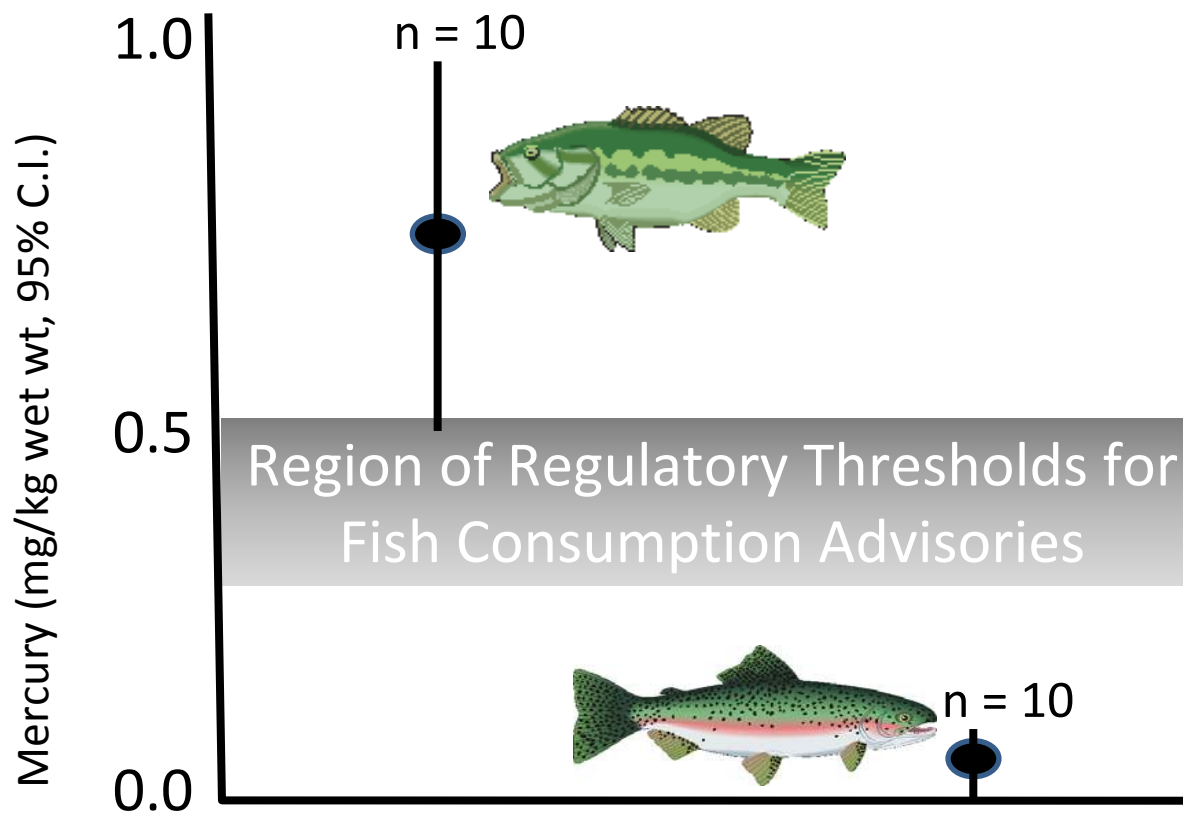 Mercury (mg/kg wet wt, 95% C.I.)
1.0
n = 10
0.5
Region of Regulatory Thresholds for
Fish Consumption Advisories
n = 10
0.0